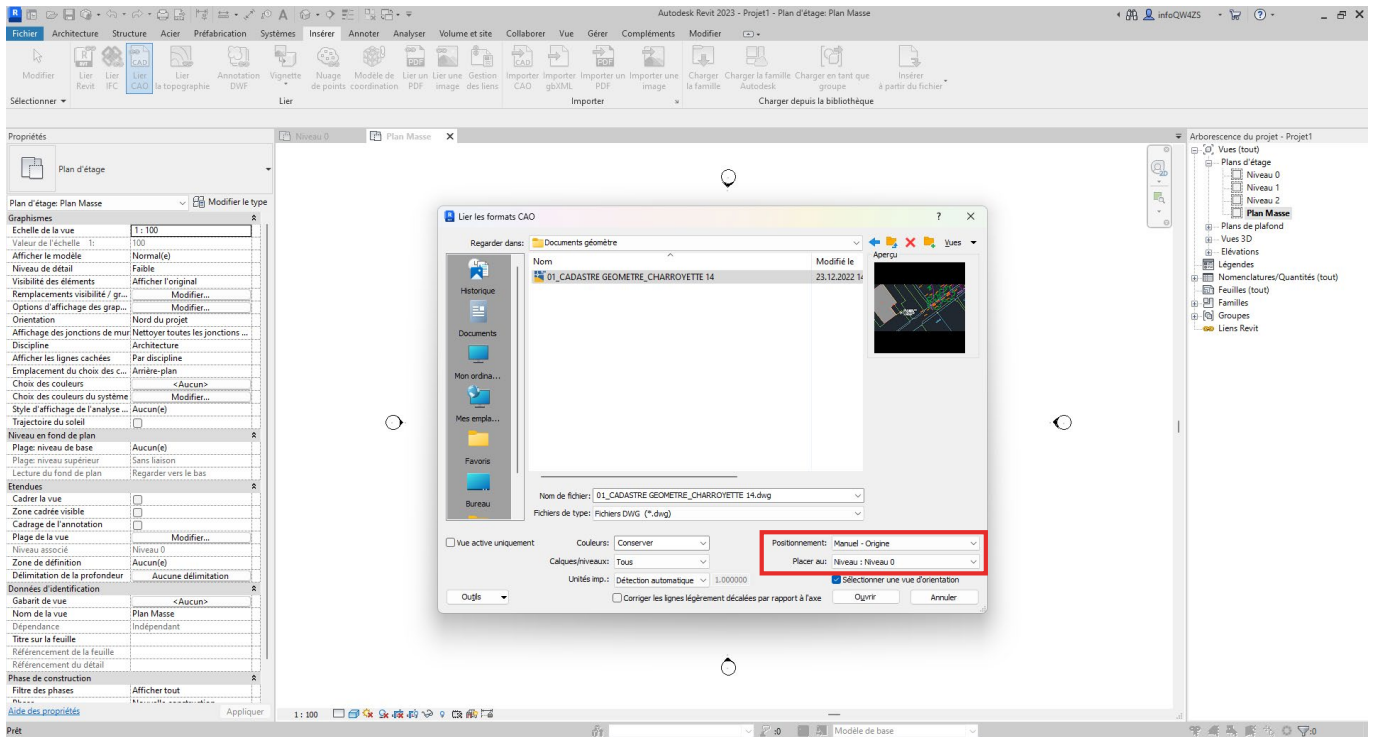 Autodesk Revit 2023 - Projet1 - Plan d'étage: Plan Masse
infoQW4ZS
Fichier Architecture Structure Acier Préfabrication Systèmes Insérer Annoter Analyser Volume et site Collaborer Vue Gérer Compléments Modifier
Modifier
Lier Revit
Lier IFC
Lier CAO
Lier la topographie
Annotation DWF
Vignette
Nuage de points
Modèle de coordination
Lier un PDF
Lier une image
Gestion des liens
Importer CAO
Importer gbXML
Importer un PDF
Importer une image
Charger la famille
Charger la famille Autodesk
Charger en tant que groupe
Insérer à partir du fichier
Sélectionner
Lier
Importer
Charger depuis la bibliothèque
Propriétés
Plan d'étage
Plan d'étage: Plan Masse
Modifier le type
Graphismes
Echelle de la vue 1 : 100
Valeur de l'échelle 1: 100
Afficher le modèle Normal(e)
Niveau de détail Faible
Visibilité des éléments Afficher l'original
Remplacements visibilité / gr... Modifier...
Options d'affichage des grap... Modifier...
Orientation Nord du projet
Affichage des jonctions de mur Nettoyer toutes les jonctions ...
Discipline Architecture
Afficher les lignes cachées Par discipline
Emplacement du choix des c... Arrière-plan
Choix des couleurs <Aucun>
Choix des couleurs du système Modifier...
Style d'affichage de l'analyse ... Aucun(e)
Trajectoire du soleil
Niveau en fond de plan
Plage: niveau de base Aucun(e)
Plage: niveau supérieur Sans liaison
Lecture du fond de plan Regarder vers le bas
Etendues
Cadrer la vue
Zone cadrée visible
Cadrage de l'annotation
Plage de la vue Modifier...
Niveau associé Niveau 0
Zone de définition Aucun(e)
Délimitation de la profondeur Aucune délimitation
Données d'identification
Gabarit de vue <Aucun>
Nom de la vue Plan Masse
Dépendance Indépendant
Titre sur la feuille
Référencement de la feuille
Référencement du détail
Phase de construction
Filtre des phases Afficher tout
Aide des propriétés
Appliquer
Prêt
Niveau 0
Plan Masse
Lier les formats CAO
? X
Regarder dans: Documents géomètre
Vues
Nom
Modifié le
Aperçu
01_CADASTRE GEOMETRE_CHARROYETTE 14
23.12.2022 14
Historique
Documents
Mon ordina...
Mes empla...
Favoris
Bureau
Nom de fichier: 01_CADASTRE GEOMETRE_CHARROYETTE 14.dwg
Fichiers de type: Fichiers DWG (*.dwg)
Vue active uniquement
Couleurs: Conserver
Positionnement: Manuel - Origine
Calques/niveaux: Tous
Placer au: Niveau : Niveau 0
Unités imp.: Détection automatique 1.000000
Sélectionner une vue d'orientation
Outils
Corriger les lignes légèrement décalées par rapport à l'axe
Ouvrir
Annuler
1 : 100
:0
Modèle de base
:0
Arborescence du projet - Projet1
Vues (tout)
Plans d'étage
Niveau 0
Niveau 1
Niveau 2
Plan Masse
Plans de plafond
Vues 3D
Elévations
Légendes
Nomenclatures/Quantités (tout)
Feuilles (tout)
Familles
Groupes
Liens Revit